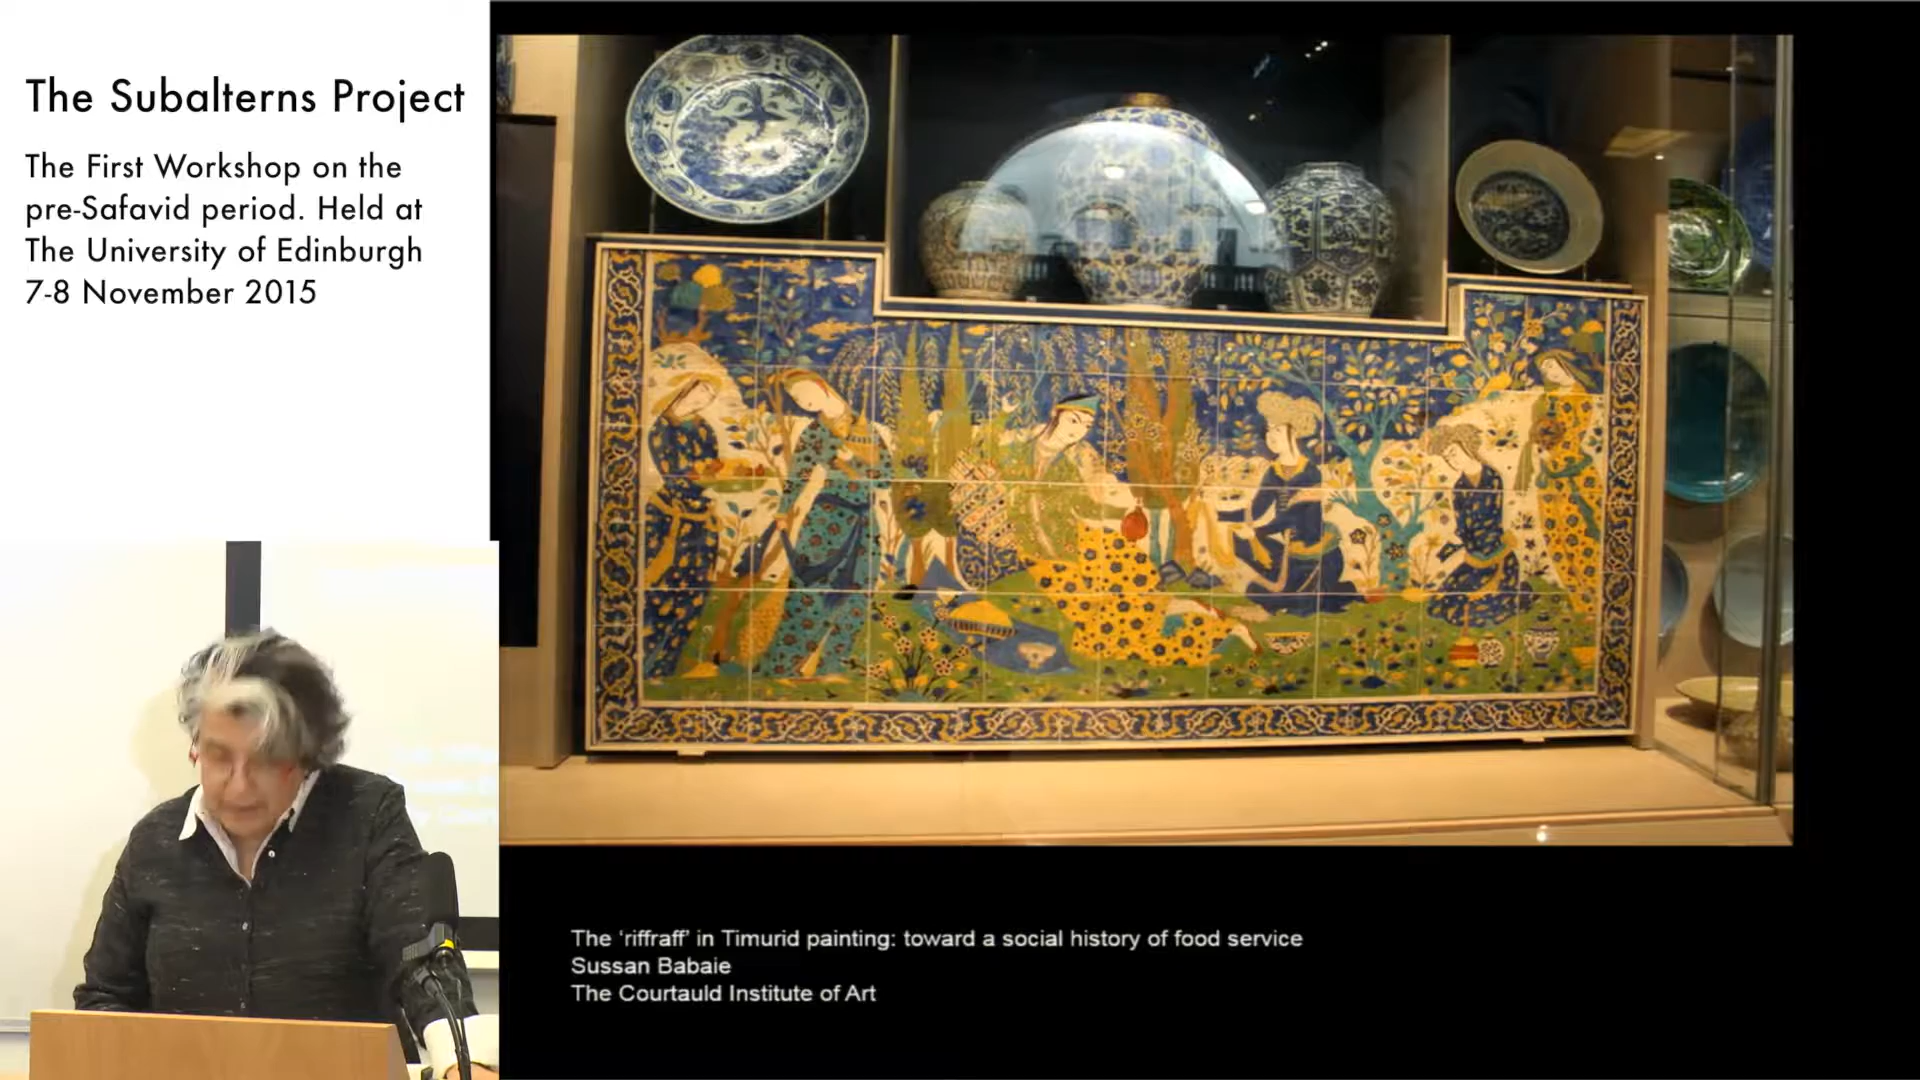 The Subalterns Project
The First Workshop on the
pre-Safavid period. Held at
The University of Edinburgh
7-8 November 2015
The ‘riffraff’ in Timurid painting: toward a social history of food service
Sussan Babaie
The Courtauld Institute of Art